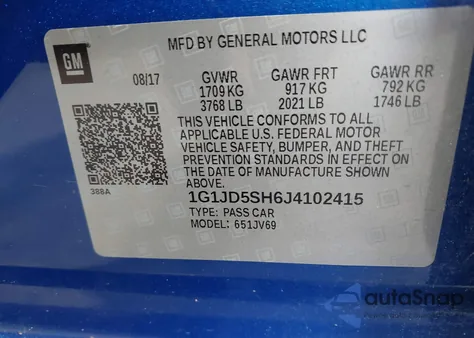 MFD BY GENERAL MOTORS LLC
GM
08/17 GVWR GAWR FRT GAWR RR
1709 KG 917 KG 792 KG
3768 LB 2021 LB 1746 LB
THIS VEHICLE CONFORMS TO ALL
APPLICABLE U.S. FEDERAL MOTOR
VEHICLE SAFETY, BUMPER, AND THEFT
PREVENTION STANDARDS IN EFFECT ON
THE DATE OF MANUFACTURE SHOWN
ABOVE.
388A
1G1JD5SH6J4102415
TYPE: PASS CAR
MODEL: 651JV69
autoSnap